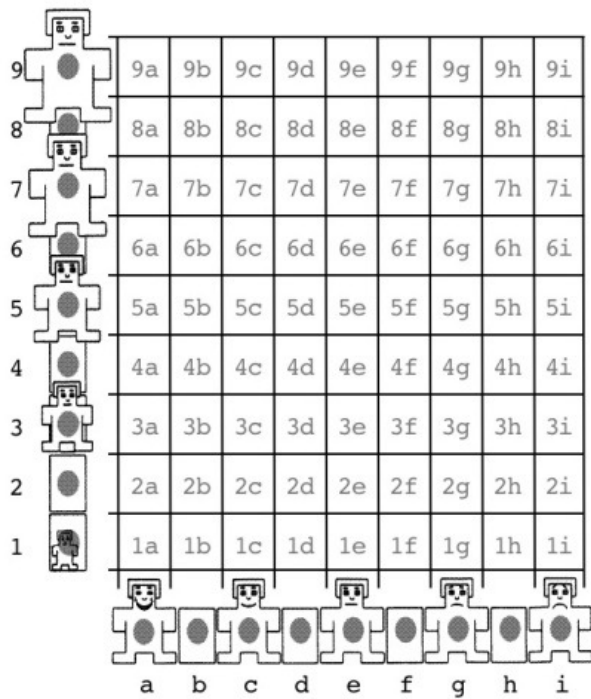 9 9a 9b 9c 9d 9e 9f 9g 9h 9i
8 8a 8b 8c 8d 8e 8f 8g 8h 8i
7 7a 7b 7c 7d 7e 7f 7g 7h 7i
6 6a 6b 6c 6d 6e 6f 6g 6h 6i
5 5a 5b 5c 5d 5e 5f 5g 5h 5i
4 4a 4b 4c 4d 4e 4f 4g 4h 4i
3 3a 3b 3c 3d 3e 3f 3g 3h 3i
2 2a 2b 2c 2d 2e 2f 2g 2h 2i
1 1a 1b 1c 1d 1e 1f 1g 1h 1i
a b c d e f g h i